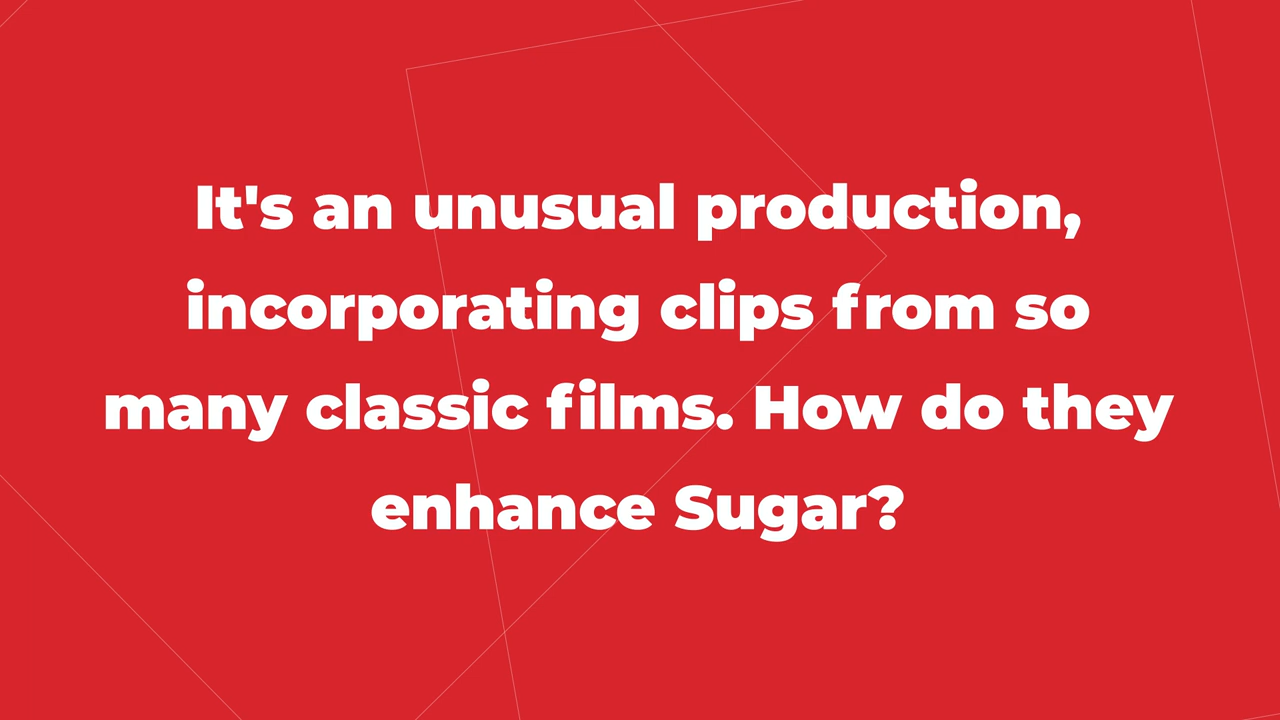 It's an unusual production,
incorporating clips from so
many classic films. How do they
enhance Sugar?